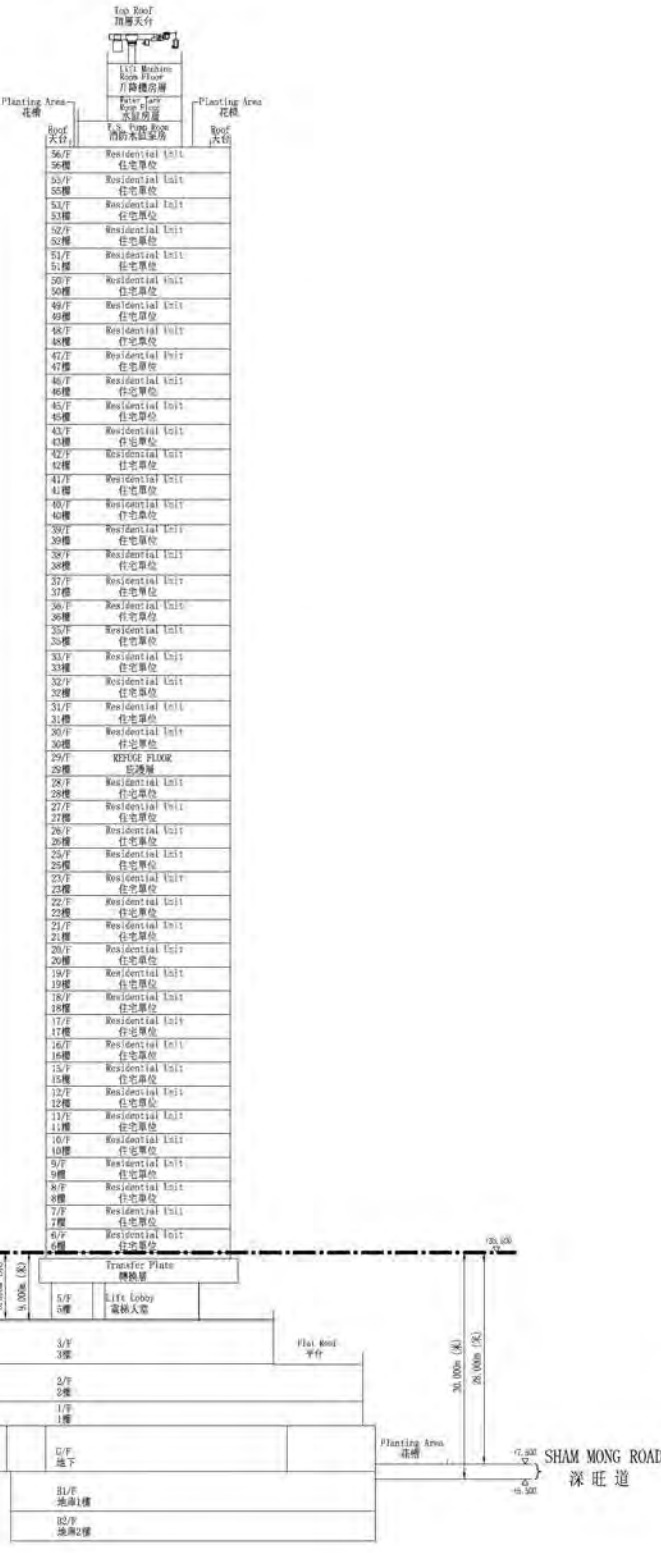 Top Roof
頂層天台
Lift Machine
Room Floor
升降機房層
Water Tank
Room Floor
水缸房層
F.S. Pump Room
消防水缸泵房
Planting Area
花槽
Planting Area
花槽
Roof
天台
Roof
天台
56/F Residential Unit
56樓 住宅單位
55/F Residential Unit
55樓 住宅單位
53/F Residential Unit
53樓 住宅單位
52/F Residential Unit
52樓 住宅單位
51/F Residential Unit
51樓 住宅單位
50/F Residential Unit
50樓 住宅單位
49/F Residential Unit
49樓 住宅單位
48/F Residential Unit
48樓 住宅單位
47/F Residential Unit
47樓 住宅單位
46/F Residential Unit
46樓 住宅單位
45/F Residential Unit
45樓 住宅單位
43/F Residential Unit
43樓 住宅單位
42/F Residential Unit
42樓 住宅單位
41/F Residential Unit
41樓 住宅單位
40/F Residential Unit
40樓 住宅單位
39/F Residential Unit
39樓 住宅單位
38/F Residential Unit
38樓 住宅單位
37/F Residential Unit
37樓 住宅單位
36/F Residential Unit
36樓 住宅單位
35/F Residential Unit
35樓 住宅單位
33/F Residential Unit
33樓 住宅單位
32/F Residential Unit
32樓 住宅單位
31/F Residential Unit
31樓 住宅單位
30/F Residential Unit
30樓 住宅單位
29/F REFUGE FLOOR
29樓 庇護層
28/F Residential Unit
28樓 住宅單位
27/F Residential Unit
27樓 住宅單位
26/F Residential Unit
26樓 住宅單位
25/F Residential Unit
25樓 住宅單位
23/F Residential Unit
23樓 住宅單位
22/F Residential Unit
22樓 住宅單位
21/F Residential Unit
21樓 住宅單位
20/F Residential Unit
20樓 住宅單位
19/F Residential Unit
19樓 住宅單位
18/F Residential Unit
18樓 住宅單位
17/F Residential Unit
17樓 住宅單位
16/F Residential Unit
16樓 住宅單位
15/F Residential Unit
15樓 住宅單位
12/F Residential Unit
12樓 住宅單位
11/F Residential Unit
11樓 住宅單位
10/F Residential Unit
10樓 住宅單位
9/F Residential Unit
9樓 住宅單位
8/F Residential Unit
8樓 住宅單位
7/F Residential Unit
7樓 住宅單位
6/F Residential Unit
6樓 住宅單位
Transfer Plate
轉換層
9.000m (米)
5/F Lift Lobby
5樓 電梯大堂
3/F
3樓
Flat Roof
平台
2/F
2樓
1/F
1樓
30.000m (米)
28.000m (米)
G/F
地下
Planting Area
花槽
SHAM MONG ROAD
深旺道
B1/F
地庫1樓
B2/F
地庫2樓